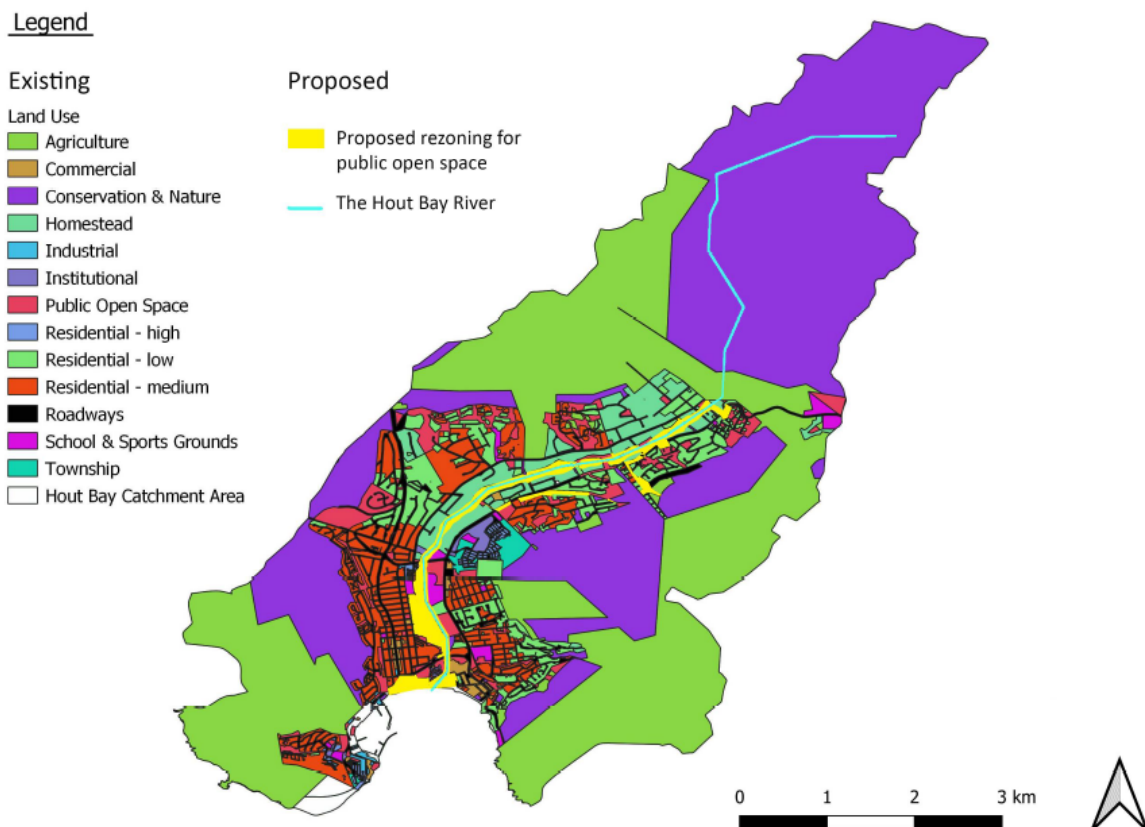 Legend
Existing
Land Use
Agriculture
Commercial
Conservation & Nature
Homestead
Industrial
Institutional
Public Open Space
Residential - high
Residential - low
Residential - medium
Roadways
School & Sports Grounds
Township
Hout Bay Catchment Area
Proposed
Proposed rezoning for
public open space
The Hout Bay River
0 1 2 3 km